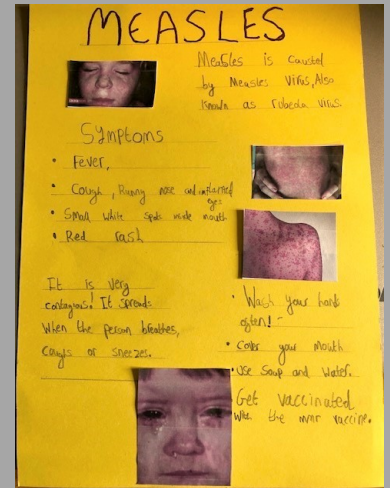 MEASLES
Measles is caused
by Measles Virus, Also
known as rubeola virus
Symptoms
• Fever,
• Cough, Runny nose and inflamed
eyes
• Small white spots inside mouth
• Red rash
It is very
contagious! It spreads
When the person breathes,
coughs or sneezes.
• Wash your hands
often! -
• Cover your mouth
• Use Soap and Water.
Get vaccinated
With the mmr vaccine.